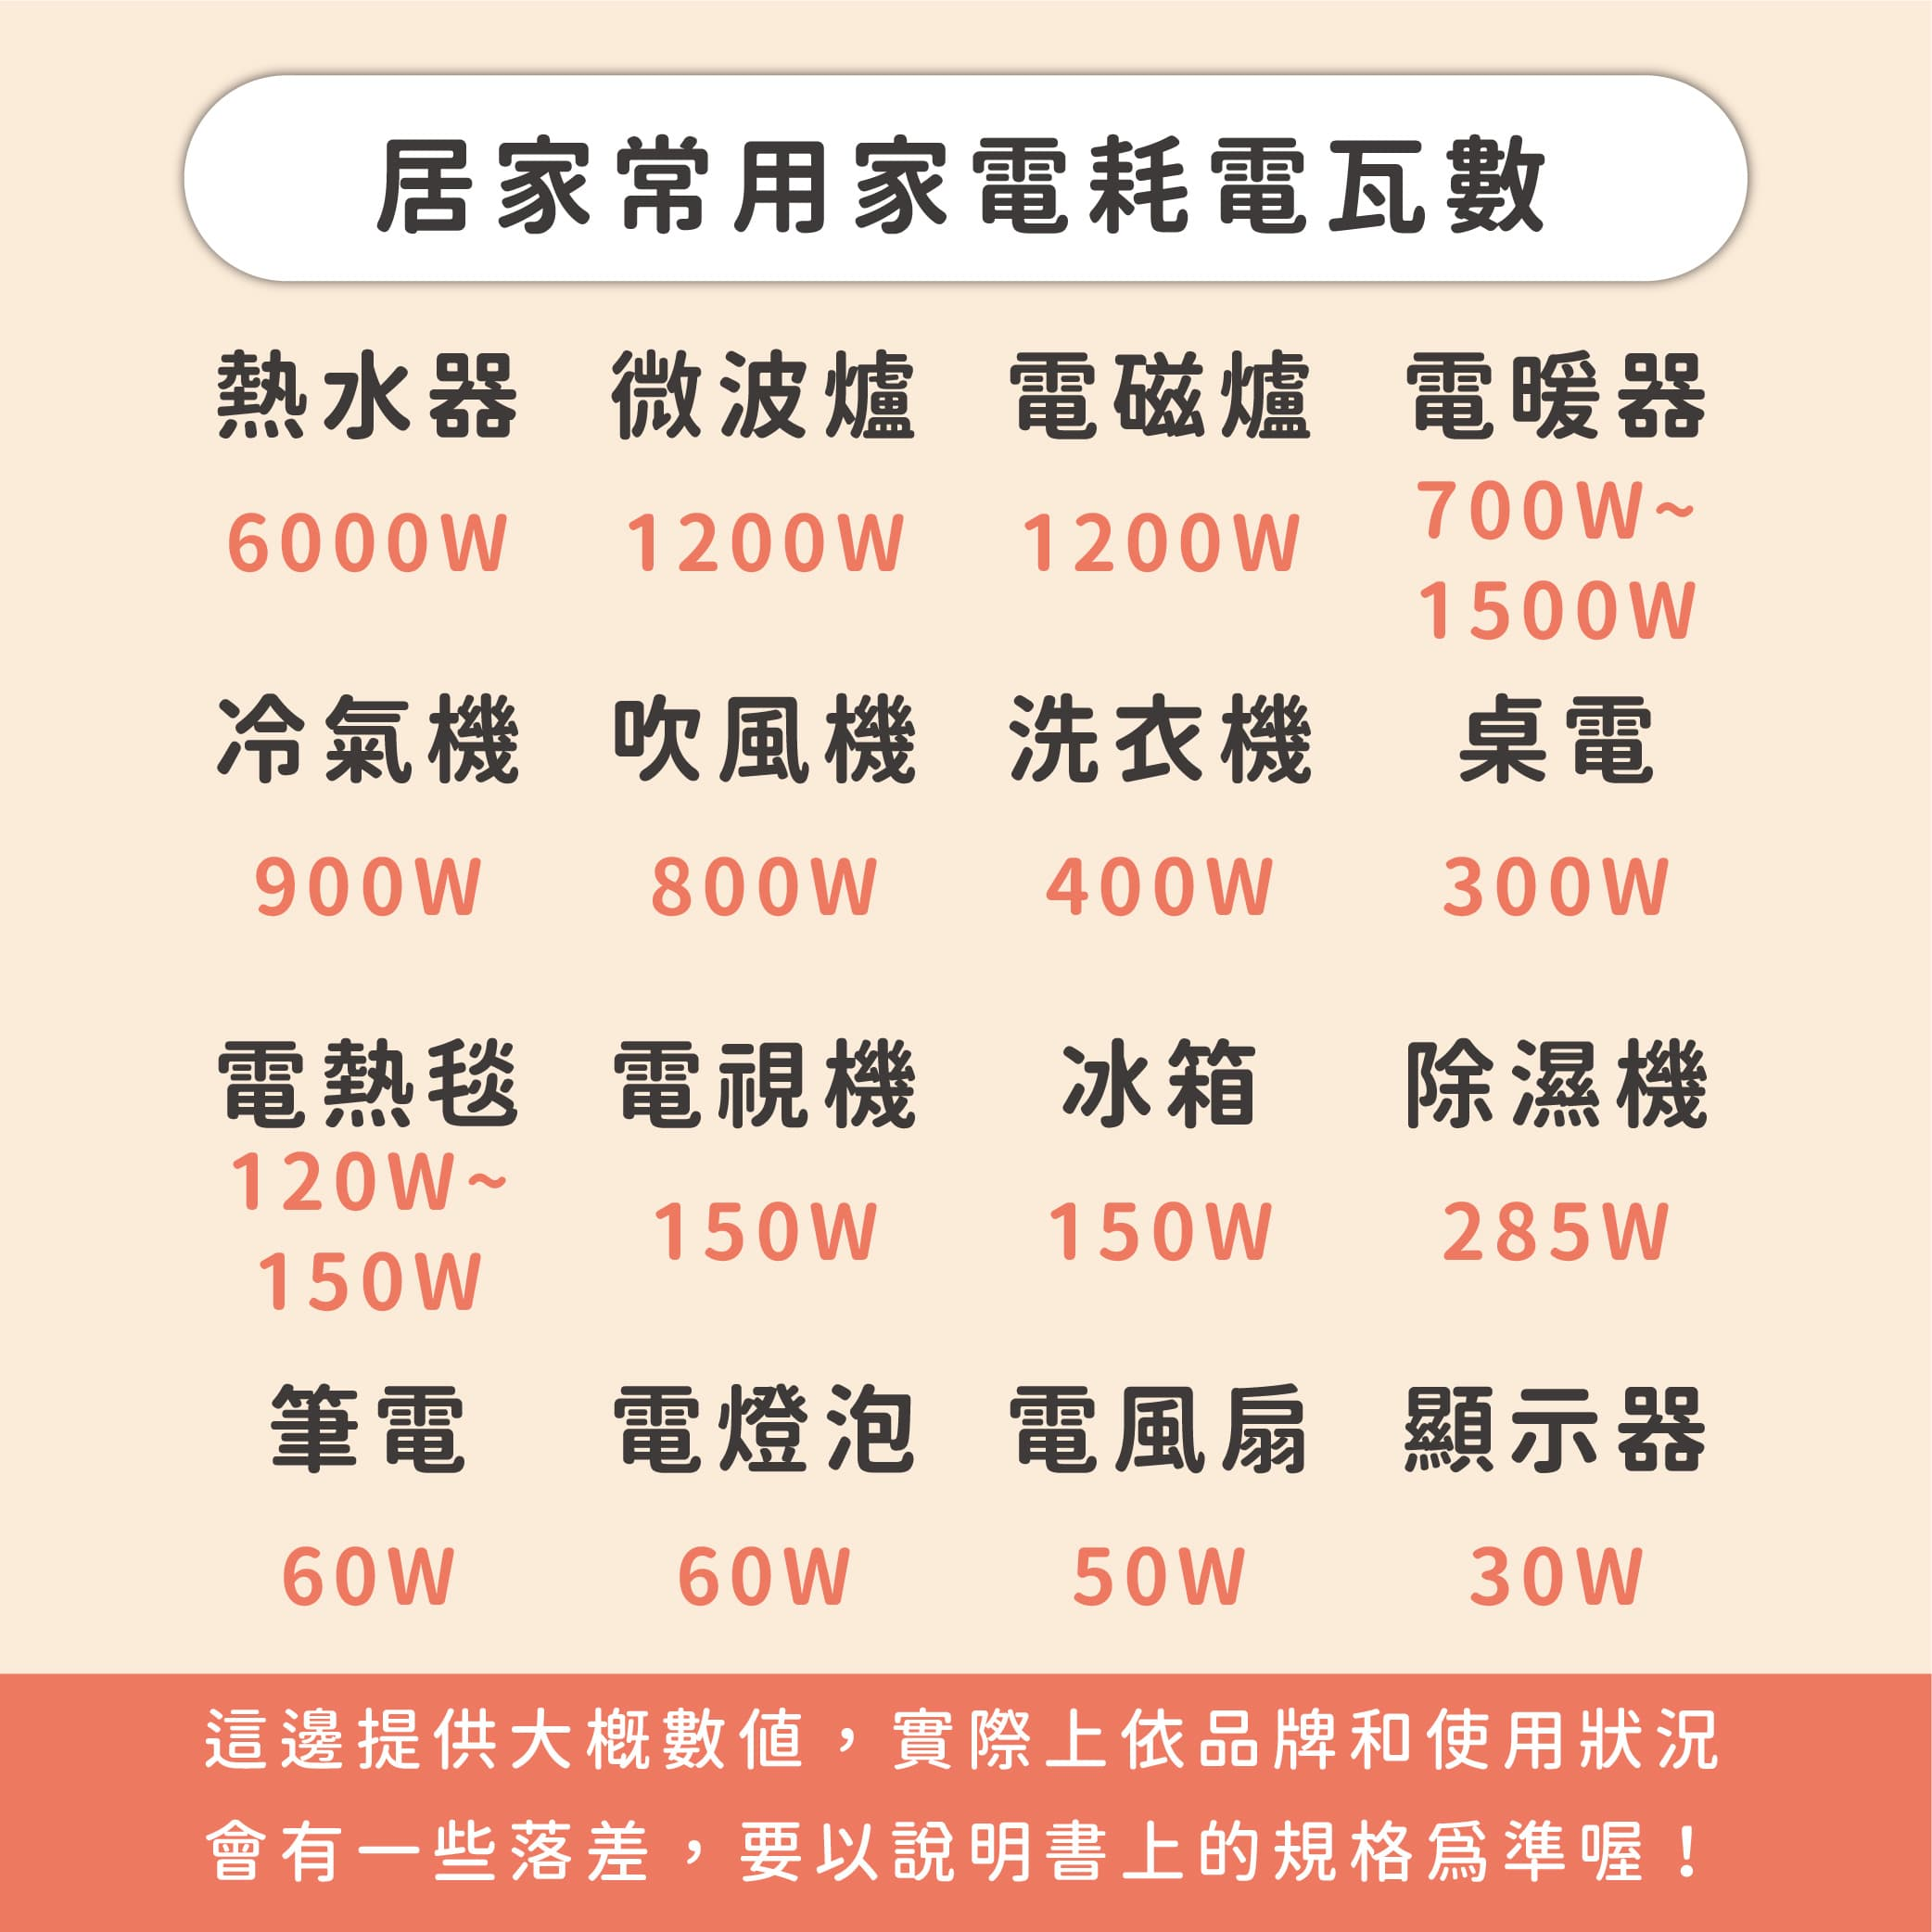 居家常用家電耗電瓦數
熱水器 微波爐 電磁爐 電暖器
6000W 1200W 1200W 700W~
1500W
冷氣機 吹風機 洗衣機 桌電
900W 800W 400W 300W
電熱毯 電視機 冰箱 除濕機
120W~
150W 150W 150W 285W
筆電 電燈泡 電風扇 顯示器
60W 60W 50W 30W
這邊提供大概數值，實際上依品牌和使用狀況
會有一些落差，要以說明書上的規格為準喔！